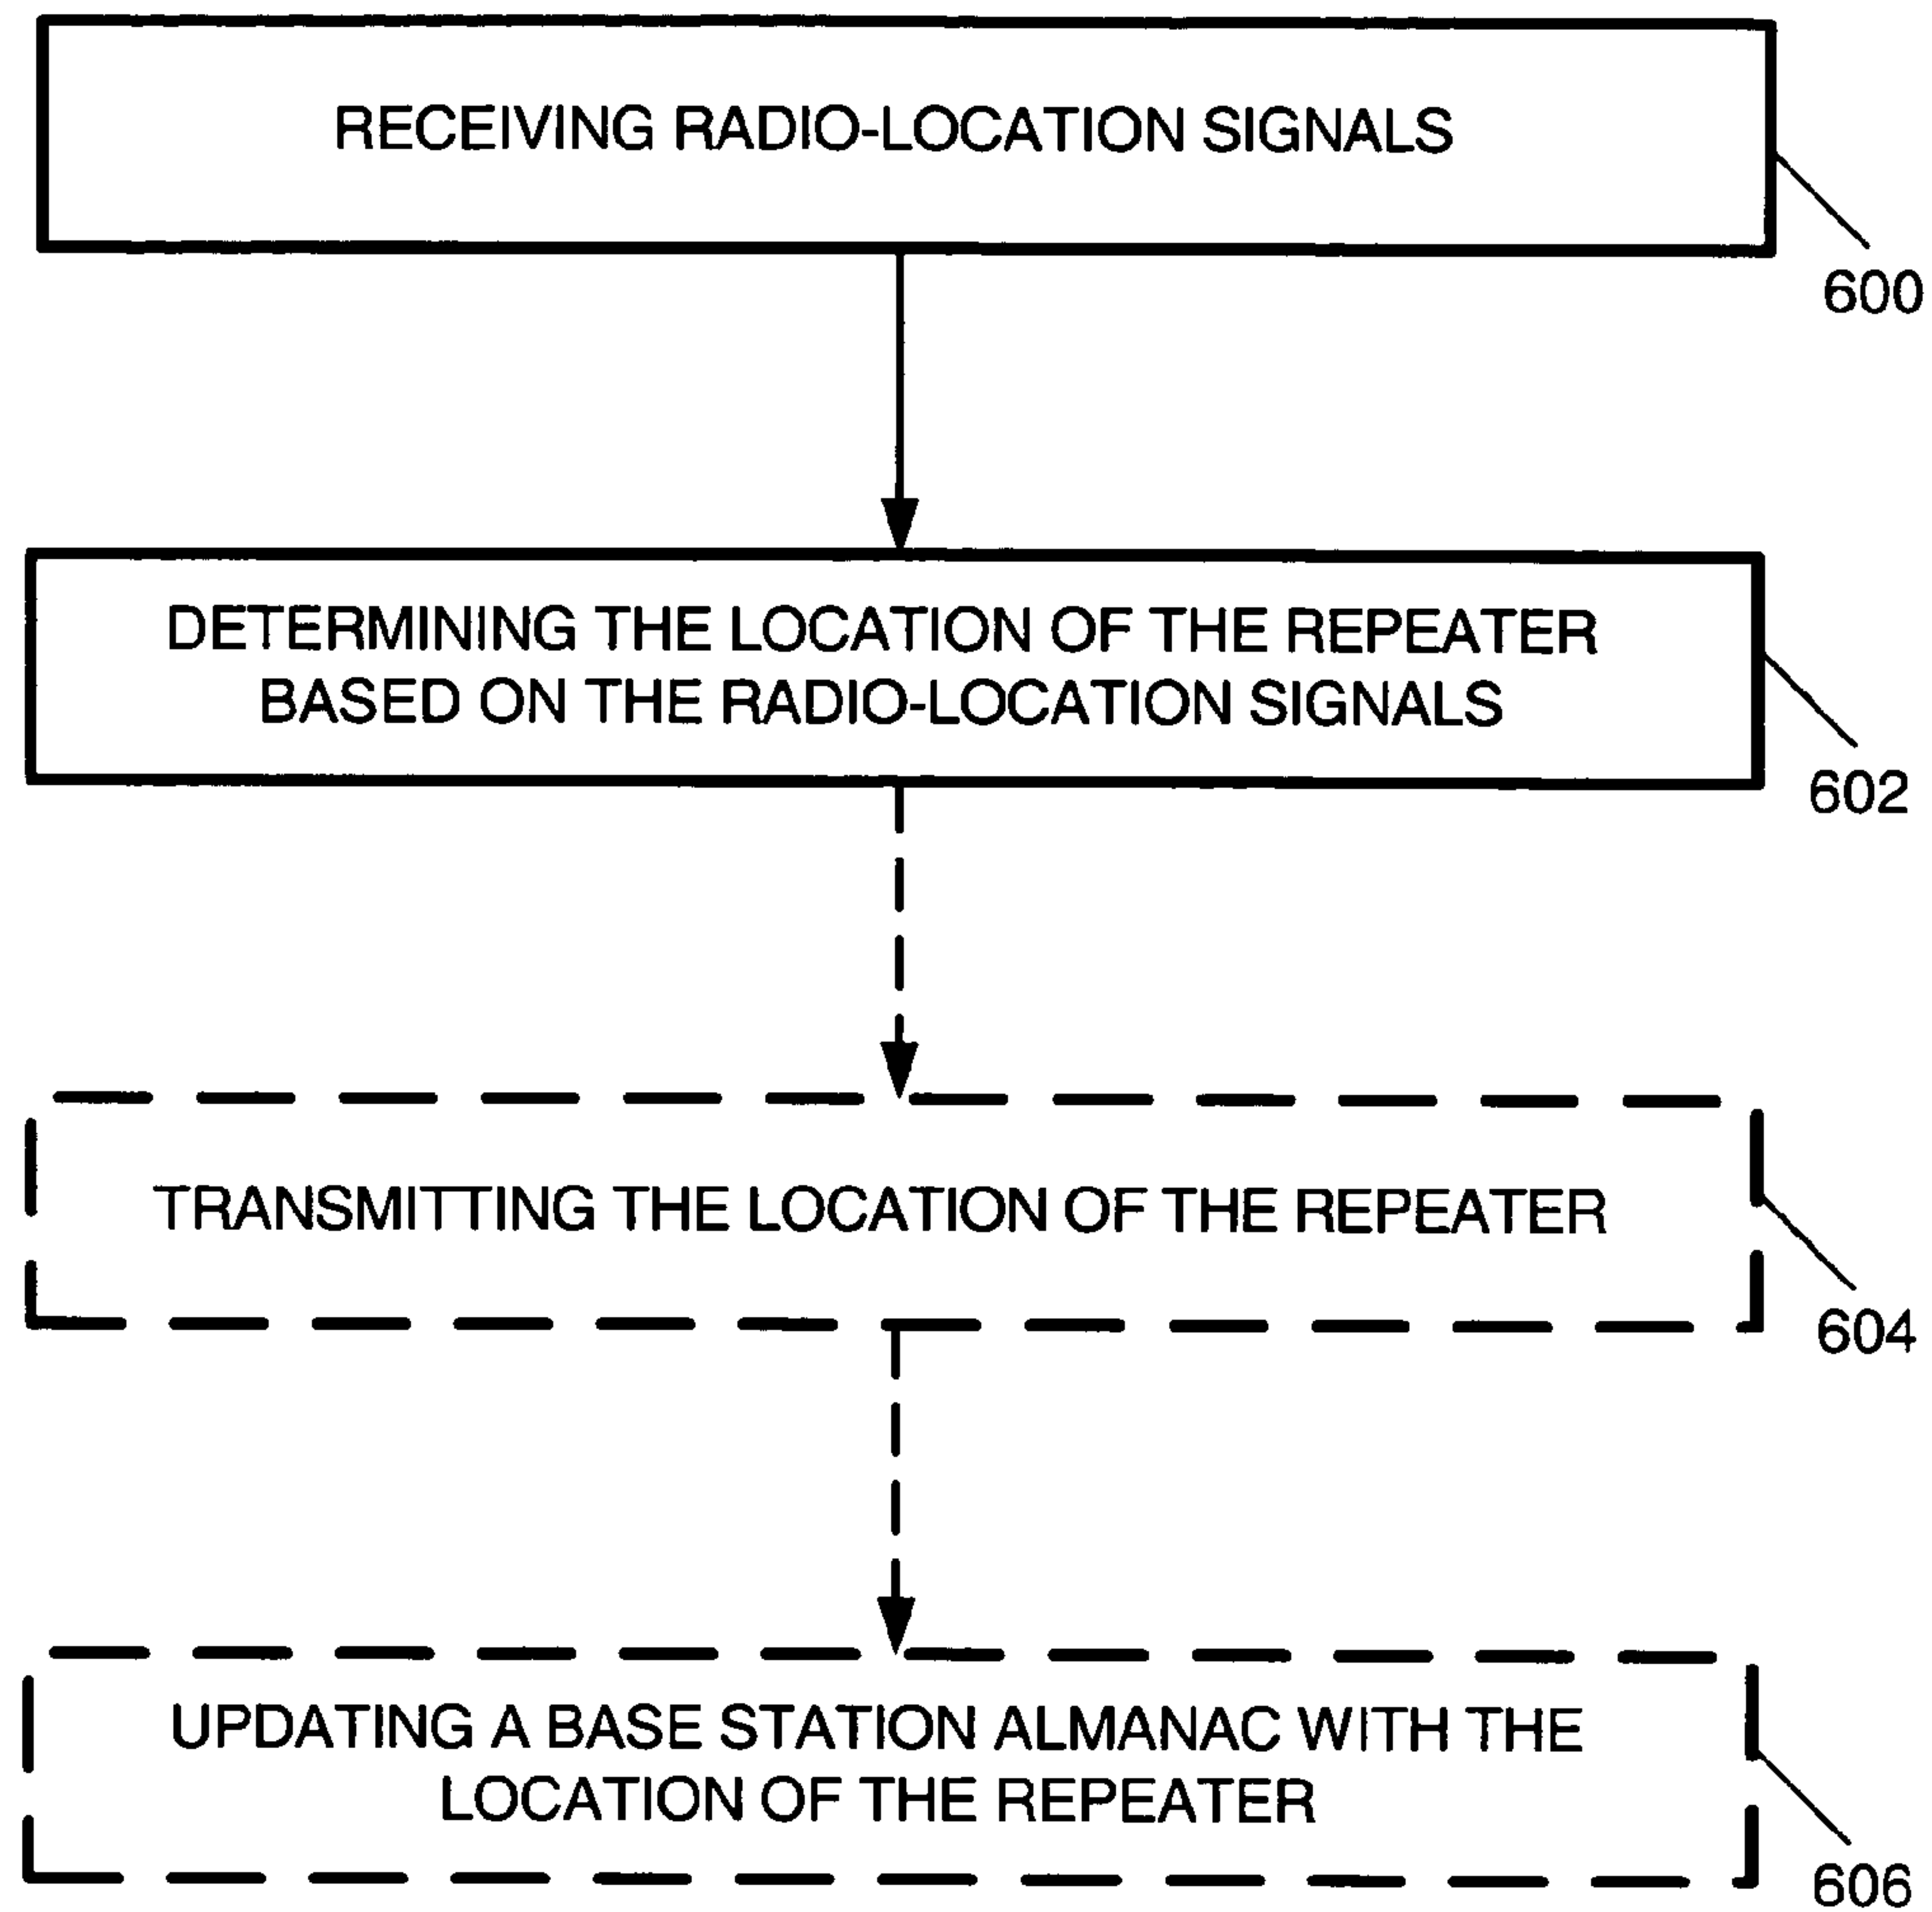 RECEIVING RADIO-LOCATION SIGNALS
600
DETERMINING THE LOCATION OF THE REPEATER
BASED ON THE RADIO-LOCATION SIGNALS
602
TRANSMITTING THE LOCATION OF THE REPEATER
604
UPDATING A BASE STATION ALMANAC WITH THE
LOCATION OF THE REPEATER
606